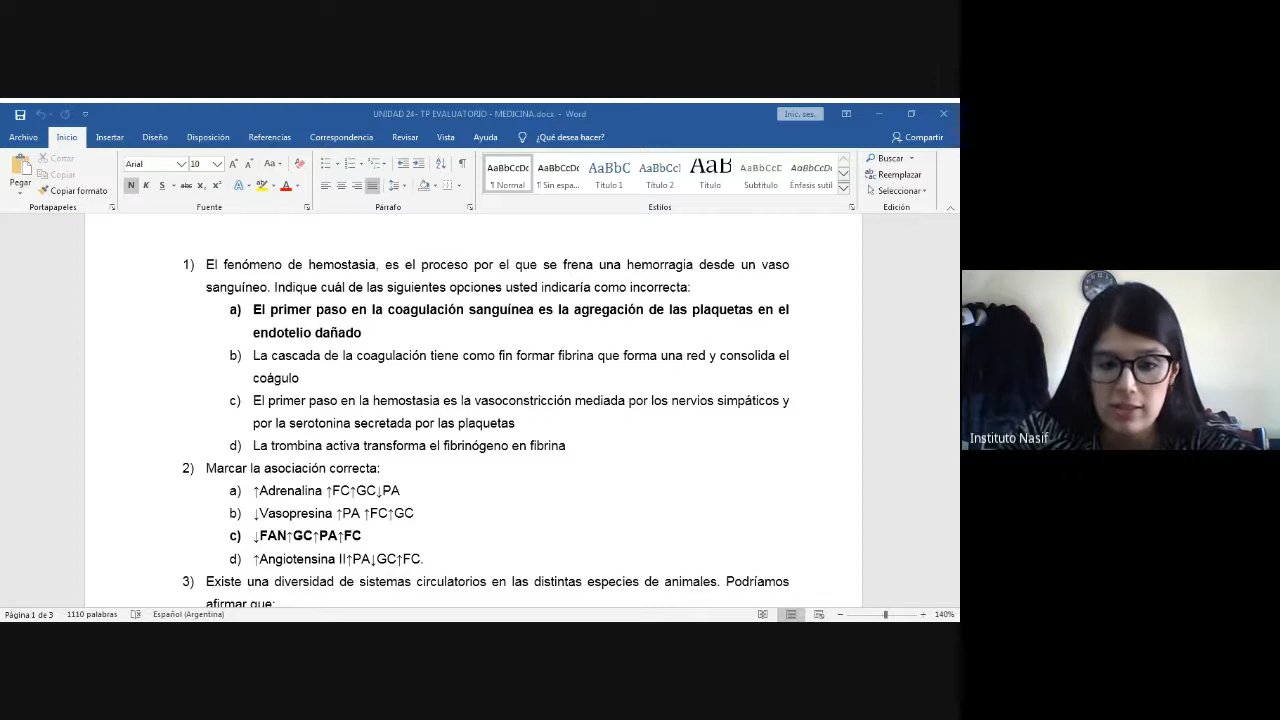 UNIDAD 24- TP EVALUATORIO - MEDICINA.docx - Word
Inic. ses.
Archivo Inicio Insertar Diseño Disposición Referencias Correspondencia Revisar Vista Ayuda ¿Qué desea hacer? Compartir
Pegar
Cortar
Copiar
Copiar formato
Portapapeles
Arial 10
N K S abc x₂ x²
Fuente
Párrafo
AaBbCcDc AaBbCcDc AaBbC AaBbCcI AaB AaBbCcD AaBbCcDc
¶ Normal ¶ Sin espa... Título 1 Título 2 Título Subtítulo Énfasis sutil
Estilos
Buscar
Reemplazar
Seleccionar
Edición
1) El fenómeno de hemostasia, es el proceso por el que se frena una hemorragia desde un vaso
sanguíneo. Indique cuál de las siguientes opciones usted indicaría como incorrecta:
a) El primer paso en la coagulación sanguínea es la agregación de las plaquetas en el
endotelio dañado
b) La cascada de la coagulación tiene como fin formar fibrina que forma una red y consolida el
coágulo
c) El primer paso en la hemostasia es la vasoconstricción mediada por los nervios simpáticos y
por la serotonina secretada por las plaquetas
d) La trombina activa transforma el fibrinógeno en fibrina
2) Marcar la asociación correcta:
a) ↑Adrenalina ↑FC↑GC↓PA
b) ↓Vasopresina ↑PA ↑FC↑GC
c) ↓FAN↑GC↑PA↑FC
d) ↑Angiotensina II↑PA↓GC↑FC.
3) Existe una diversidad de sistemas circulatorios en las distintas especies de animales. Podríamos
afirmar que:
Página 1 de 3 1110 palabras Español (Argentina) 140%
Instituto Nasif